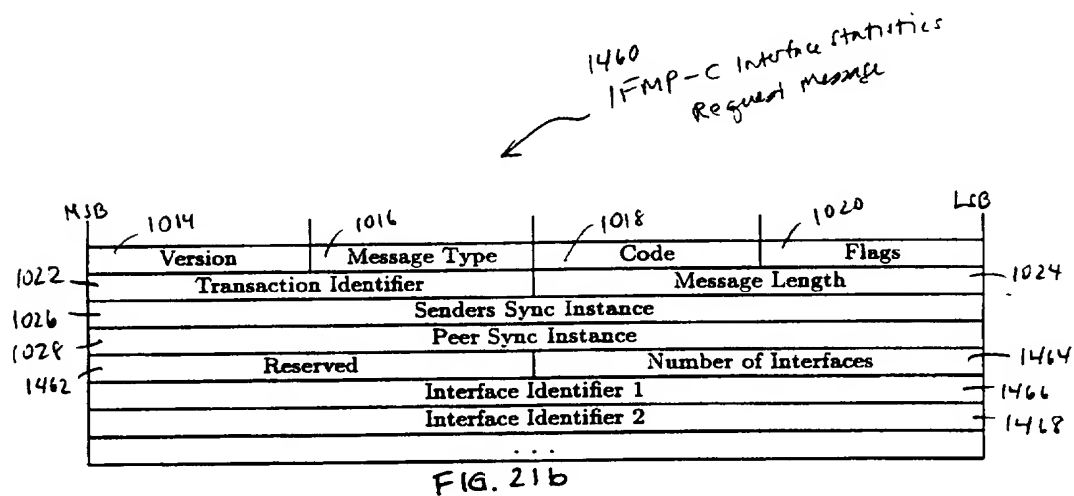 1460
IFMP-C Interface Statistics
Request Message
MSB LSB
1014 1016 1018 1020
Version Message Type Code Flags
1022 Transaction Identifier Message Length 1024
1026 Senders Sync Instance
1028 Peer Sync Instance
1462 Reserved Number of Interfaces 1464
Interface Identifier 1 1466
Interface Identifier 2 1468
...
FIG. 21b